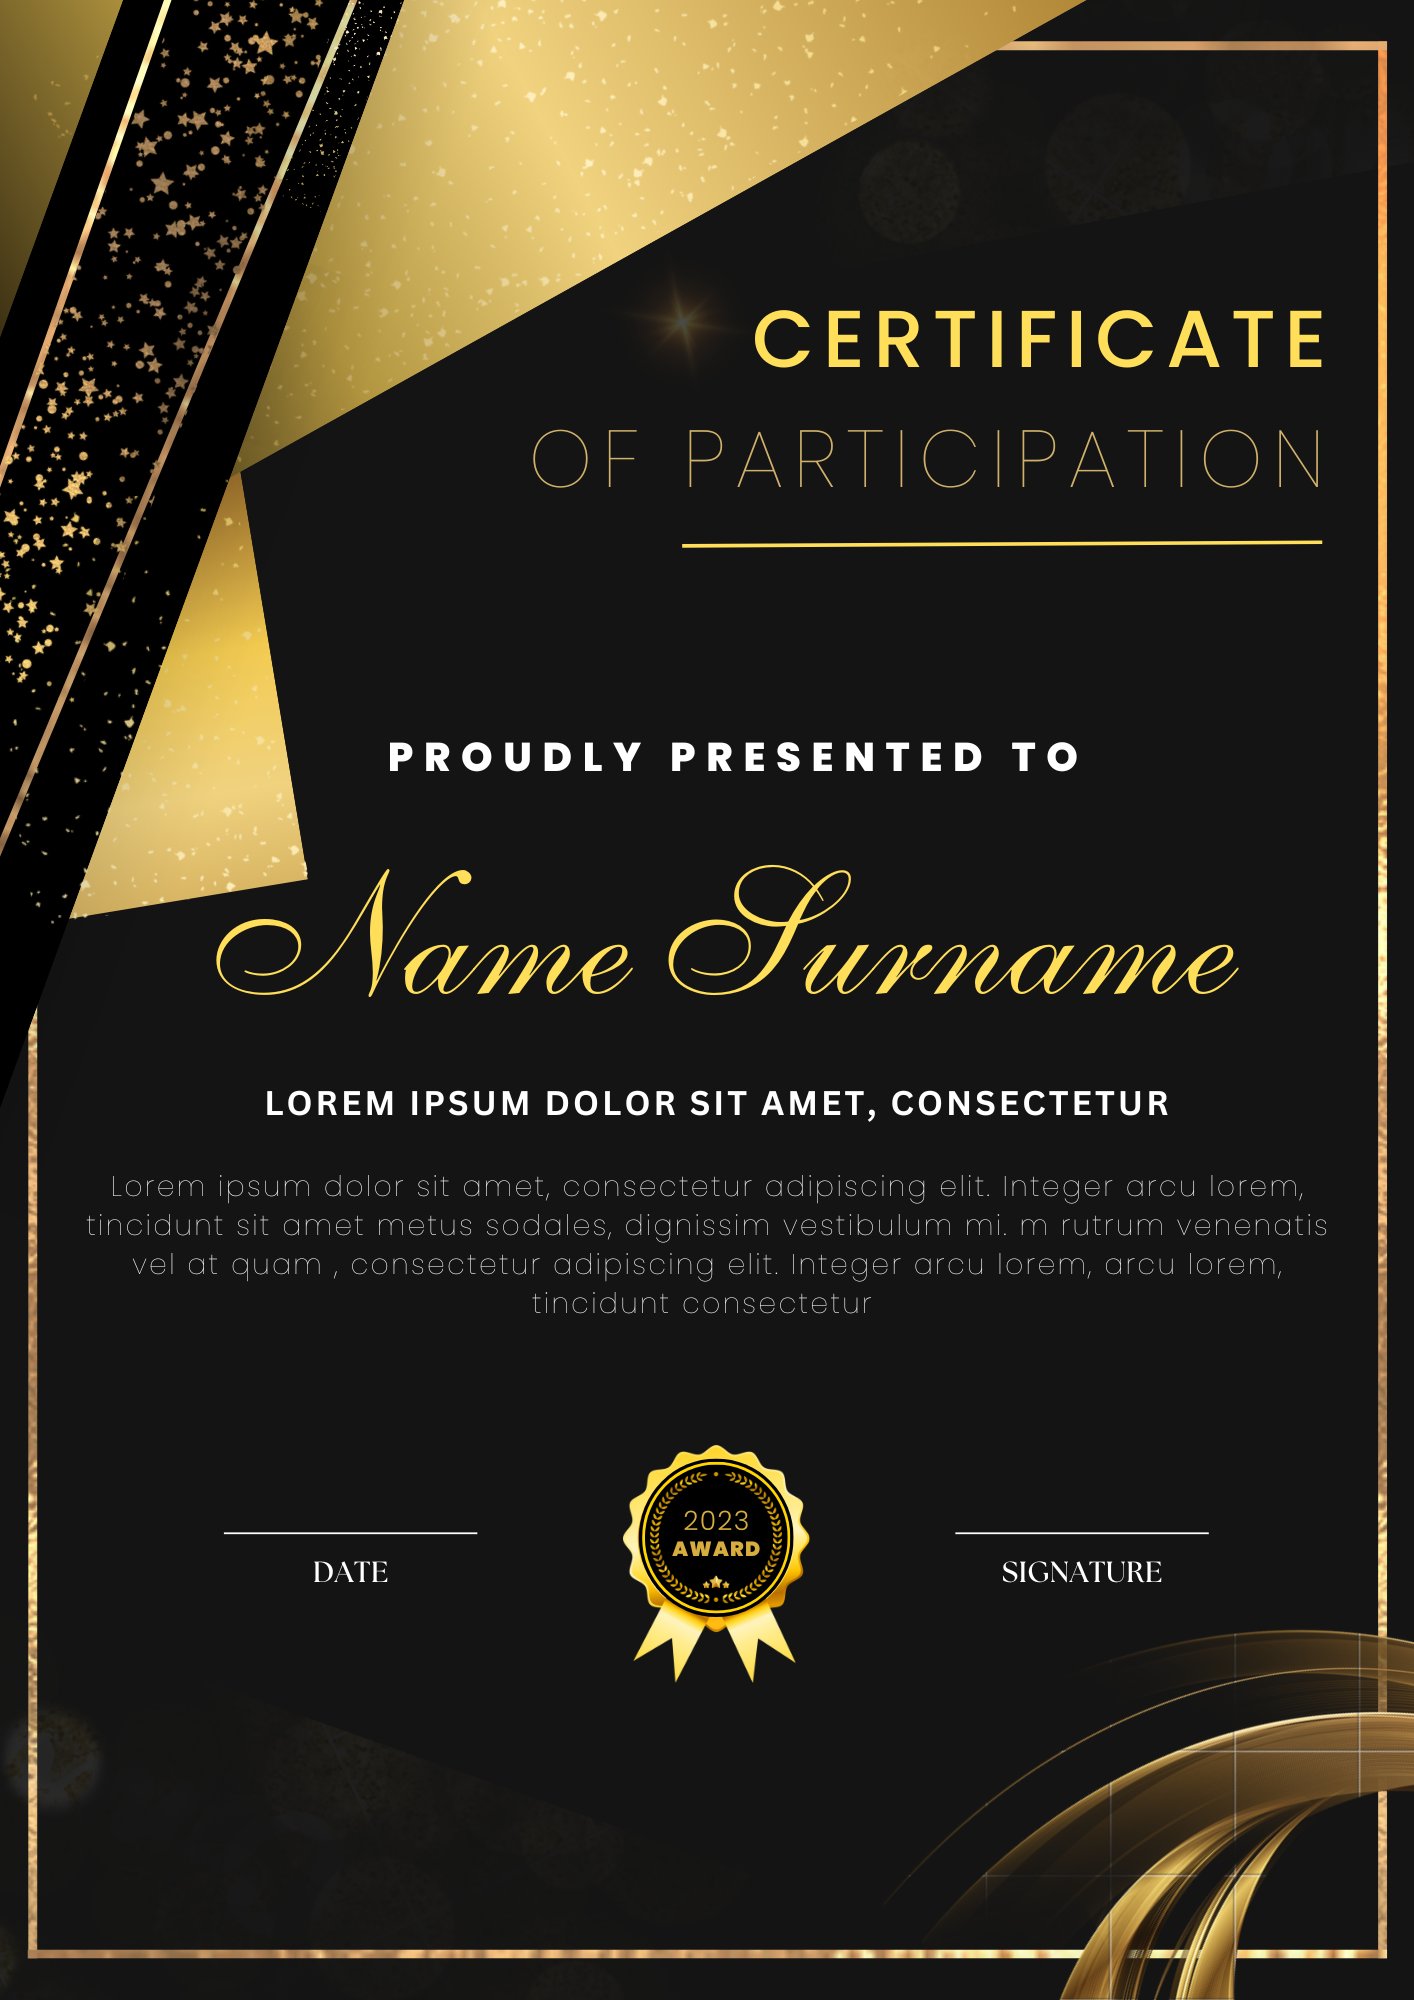 CERTIFICATE
OF PARTICIPATION
PROUDLY PRESENTED TO
Name Surname
LOREM IPSUM DOLOR SIT AMET, CONSECTETUR
Lorem ipsum dolor sit amet, consectetur adipiscing elit. Integer arcu lorem,
tincidunt sit amet metus sodales, dignissim vestibulum mi. m rutrum venenatis
vel at quam , consectetur adipiscing elit. Integer arcu lorem, arcu lorem,
tincidunt consectetur
2023
AWARD
DATE
SIGNATURE